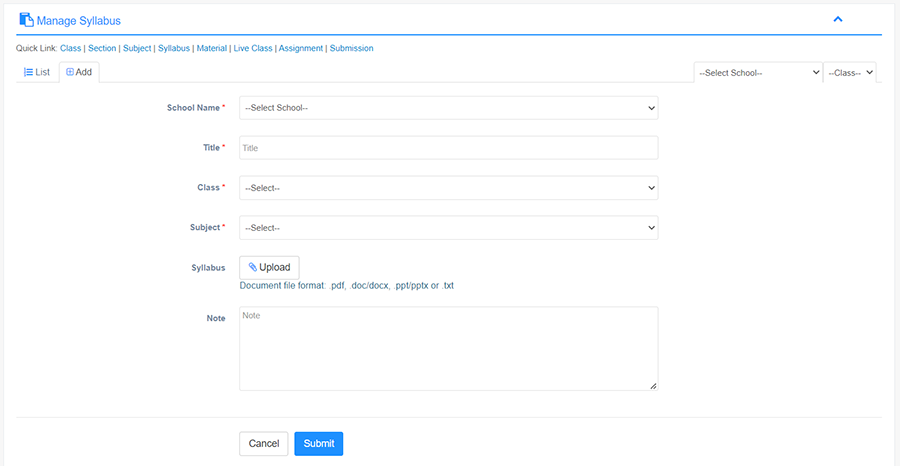 Manage Syllabus
Quick Link: Class | Section | Subject | Syllabus | Material | Live Class | Assignment | Submission
List Add --Select School-- --Class--
School Name * --Select School--
Title * Title
Class * --Select--
Subject * --Select--
Syllabus Upload
Document file format: .pdf, .doc/docx, .ppt/pptx or .txt
Note Note
Cancel Submit